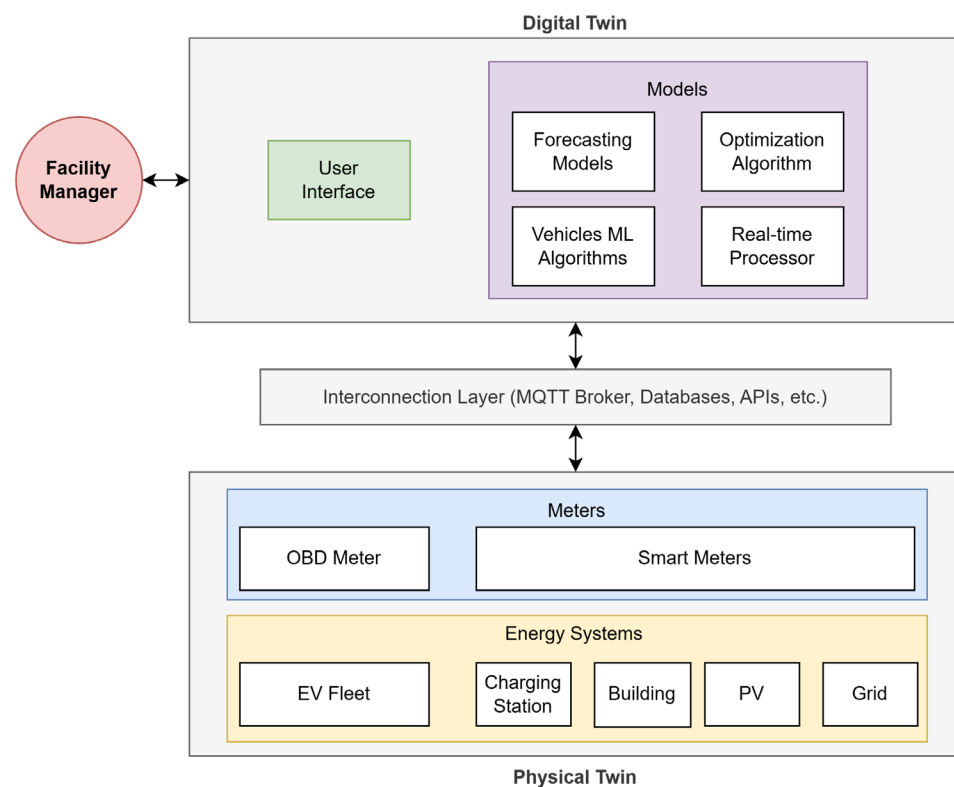 Digital Twin
Facility
Manager
User
Interface
Models
Forecasting
Models
Optimization
Algorithm
Vehicles ML
Algorithms
Real-time
Processor
Interconnection Layer (MQTT Broker, Databases, APIs, etc.)
Meters
OBD Meter
Smart Meters
Energy Systems
EV Fleet
Charging
Station
Building
PV
Grid
Physical Twin